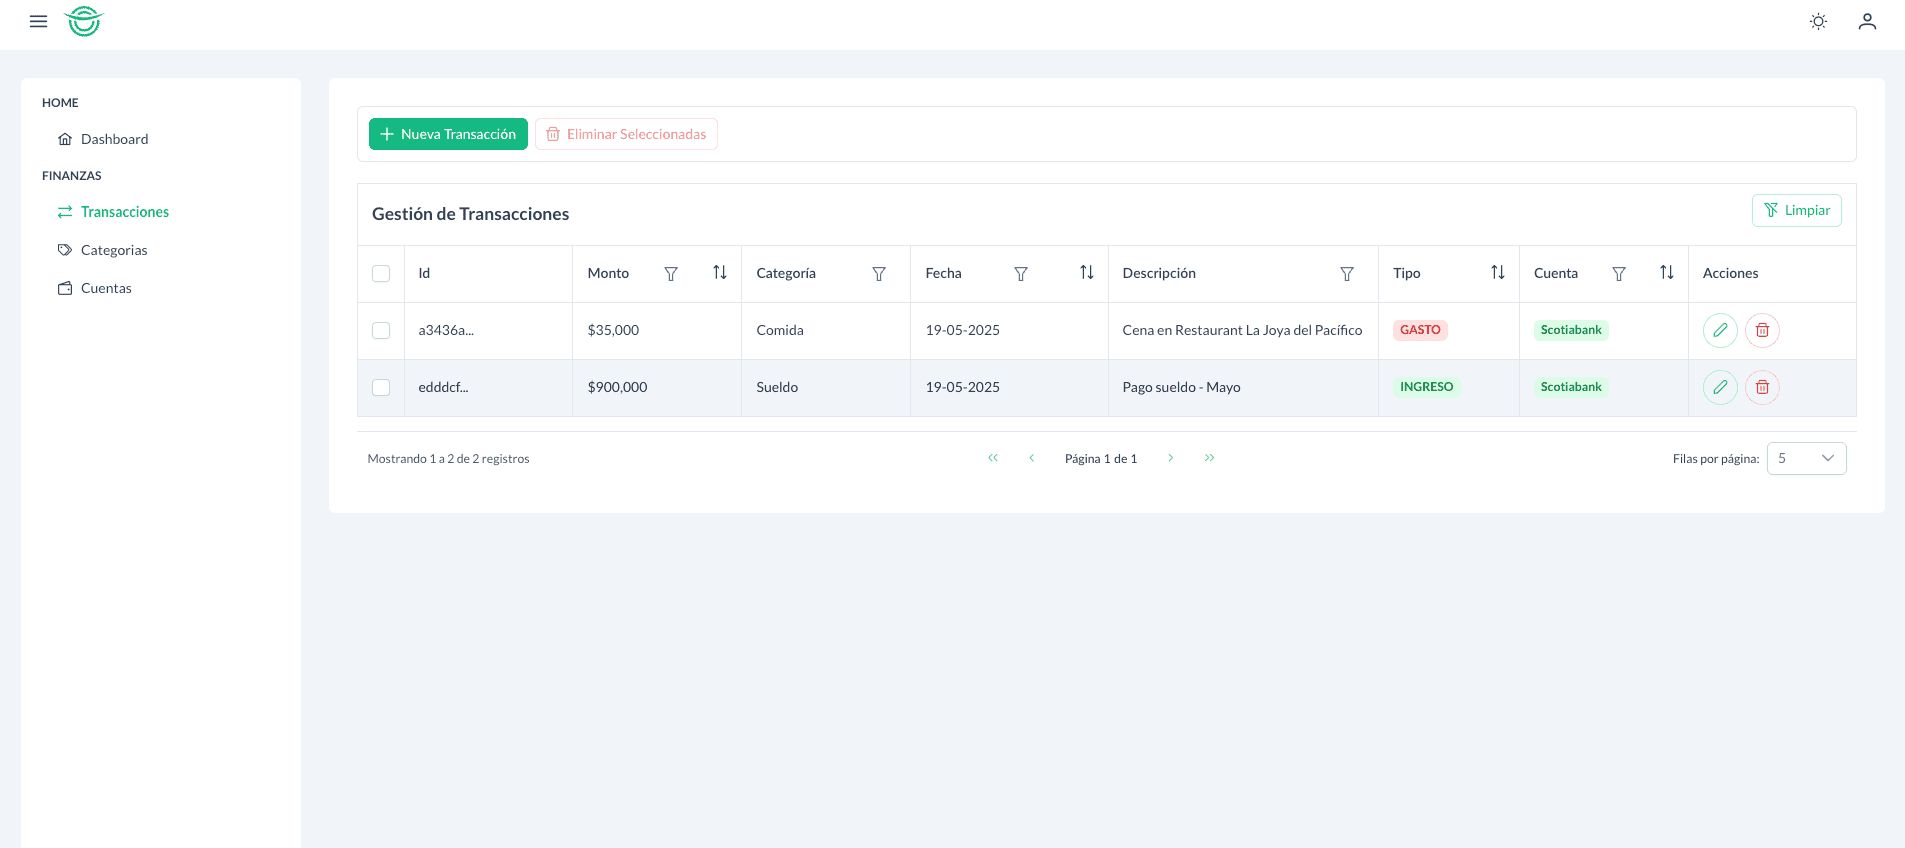 HOME
Dashboard
FINANZAS
Transacciones
Categorias
Cuentas
Nueva Transacción Eliminar Seleccionadas
Gestión de Transacciones Limpiar
Id Monto Categoría Fecha Descripción Tipo Cuenta Acciones
a3436a... $35,000 Comida 19-05-2025 Cena en Restaurant La Joya del Pacífico GASTO Scotiabank
edddcf... $900,000 Sueldo 19-05-2025 Pago sueldo - Mayo INGRESO Scotiabank
Mostrando 1 a 2 de 2 registros Página 1 de 1 Filas por página: 5